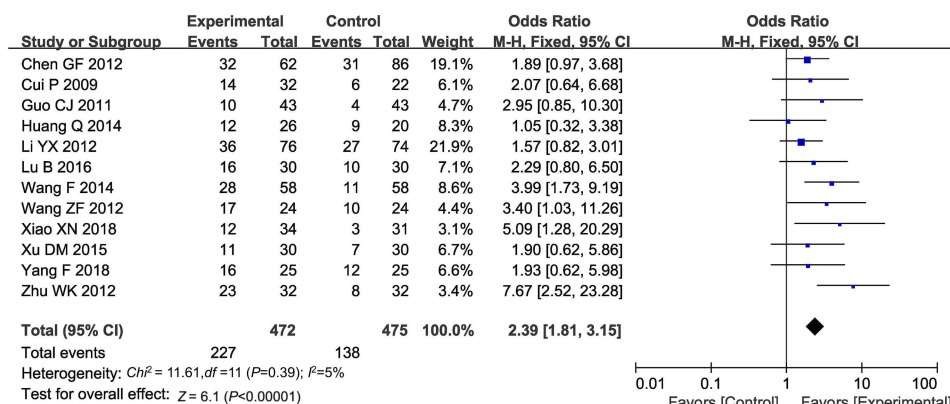 Experimental Control Odds Ratio Odds Ratio
Study or Subgroup Events Total Events Total Weight M-H, Fixed, 95% CI M-H, Fixed, 95% CI
Chen GF 2012 32 62 31 86 19.1% 1.89 [0.97, 3.68]
Cui P 2009 14 32 6 22 6.1% 2.07 [0.64, 6.68]
Guo CJ 2011 10 43 4 43 4.7% 2.95 [0.85, 10.30]
Huang Q 2014 12 26 9 20 8.3% 1.05 [0.32, 3.38]
Li YX 2012 36 76 27 74 21.9% 1.57 [0.82, 3.01]
Lu B 2016 16 30 10 30 7.1% 2.29 [0.80, 6.50]
Wang F 2014 28 58 11 58 8.6% 3.99 [1.73, 9.19]
Wang ZF 2012 17 24 10 24 4.4% 3.40 [1.03, 11.26]
Xiao XN 2018 12 34 3 31 3.1% 5.09 [1.28, 20.29]
Xu DM 2015 11 30 7 30 6.7% 1.90 [0.62, 5.86]
Yang F 2018 16 25 12 25 6.6% 1.93 [0.62, 5.98]
Zhu WK 2012 23 32 8 32 3.4% 7.67 [2.52, 23.28]
Total (95% CI) 472 475 100.0% 2.39 [1.81, 3.15]
Total events 227 138
Heterogeneity: Chi² = 11.61,df =11 (P=0.39); I²=5%
Test for overall effect: Z = 6.1 (P<0.00001)
0.01 0.1 1 10 100
Favors [Control] Favors [Experimental]